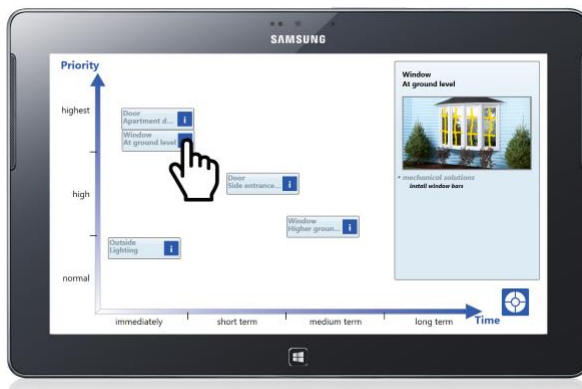 SAMSUNG
Priority
highest
high
normal
Door
Apartment d...
i
Window
At ground level
Door
Side entrance...
i
Window
Higher groun...
i
Outside
Lighting
i
immediately
short term
medium term
long term
Time
Window
At ground level
• mechanical solutions
install window bars